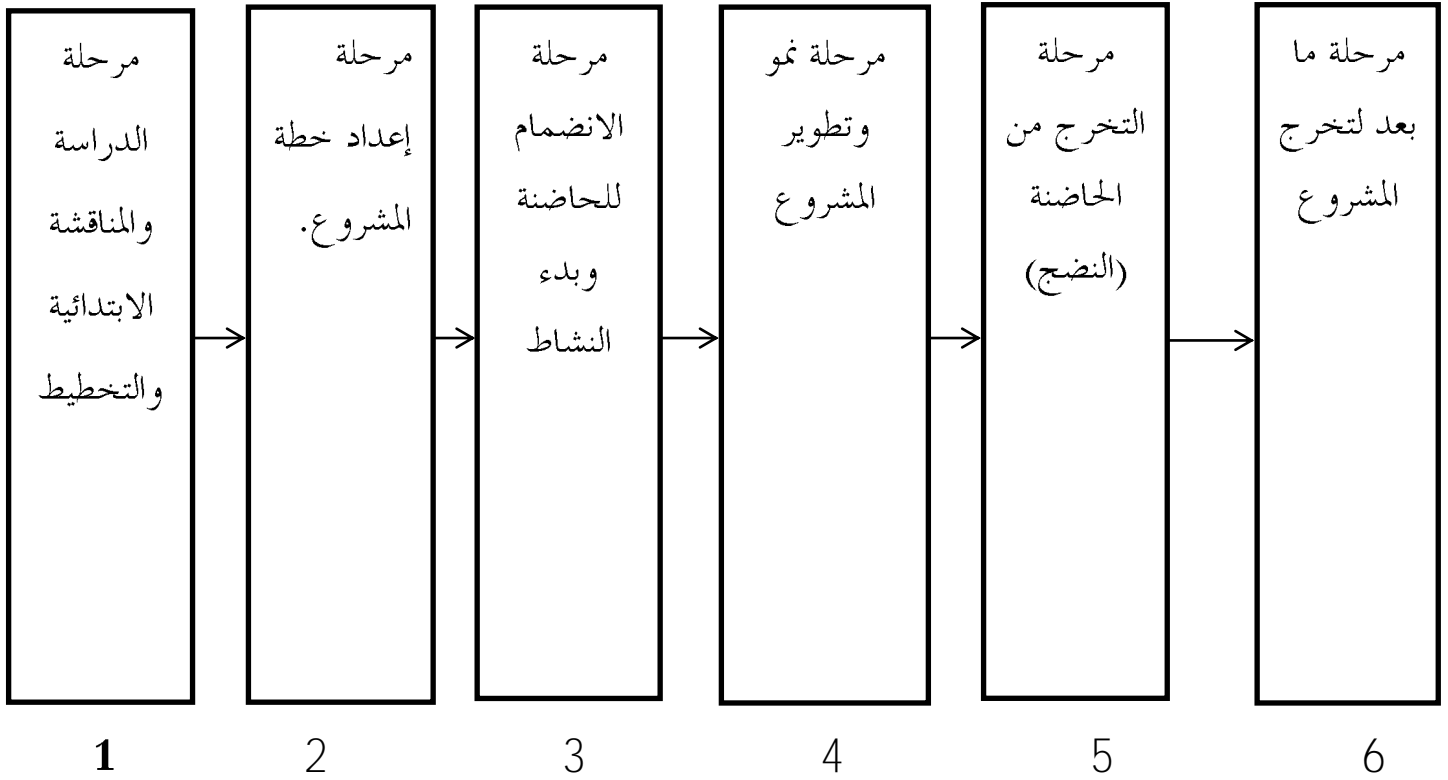 مرحلة
الدراسة
والمناقشة
الابتدائية
والتخطيط
مرحلة
إعداد خطة
المشروع.
مرحلة
الانضمام
للحاضنة
وبدء
النشاط
مرحلة نمو
وتطوير
المشروع
مرحلة
التخرج من
الحاضنة
(النضج)
مرحلة ما
بعد لتخرج
المشروع
1
2
3
4
5
6